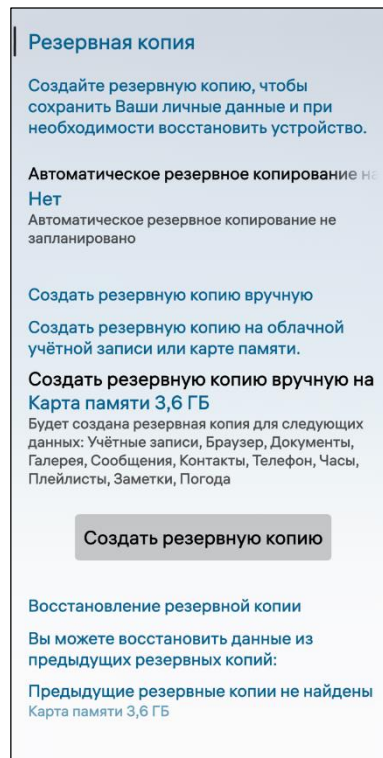 Резервная копия
Создайте резервную копию, чтобы
сохранить Ваши личные данные и при
необходимости восстановить устройство.
Автоматическое резервное копирование на
Нет
Автоматическое резервное копирование не
запланировано
Создать резервную копию вручную
Создать резервную копию на облачной
учётной записи или карте памяти.
Создать резервную копию вручную на
Карта памяти 3,6 ГБ
Будет создана резервная копия для следующих
данных: Учётные записи, Браузер, Документы,
Галерея, Сообщения, Контакты, Телефон, Часы,
Плейлисты, Заметки, Погода
Создать резервную копию
Восстановление резервной копии
Вы можете восстановить данные из
предыдущих резервных копий:
Предыдущие резервные копии не найдены
Карта памяти 3,6 ГБ